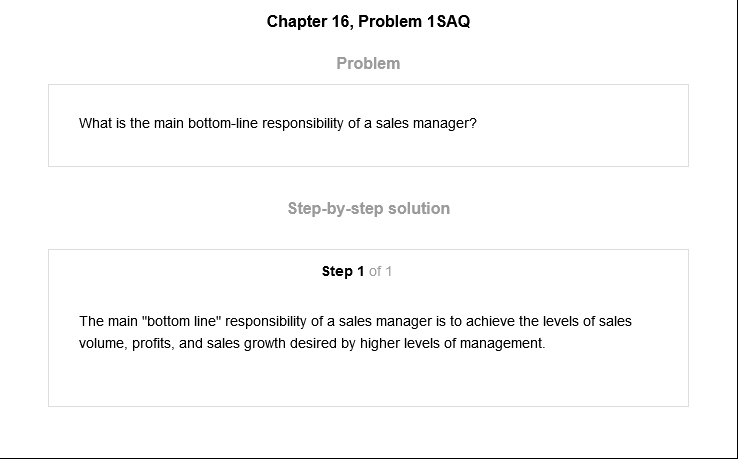 Chapter 16, Problem 1SAQ
Problem
What is the main bottom-line responsibility of a sales manager?
Step-by-step solution
Step 1 of 1
The main "bottom line" responsibility of a sales manager is to achieve the levels of sales
volume, profits, and sales growth desired by higher levels of management.